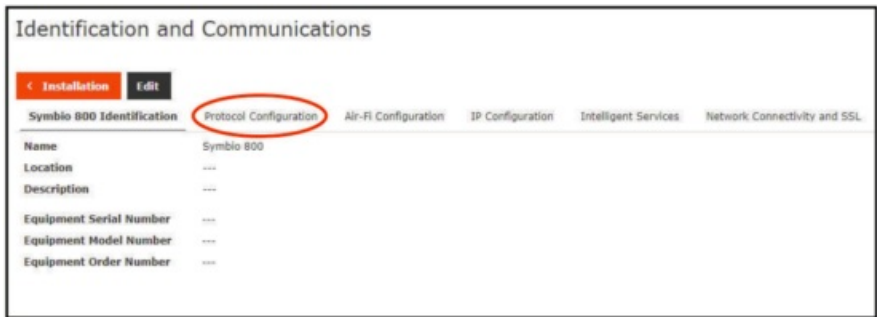 Identification and Communications
< Installation Edit
Symbio 800 Identification Protocol Configuration Air-Fi Configuration IP Configuration Intelligent Services Network Connectivity and SSL
Name Symbio 800
Location ---
Description ---
Equipment Serial Number ---
Equipment Model Number ---
Equipment Order Number ---